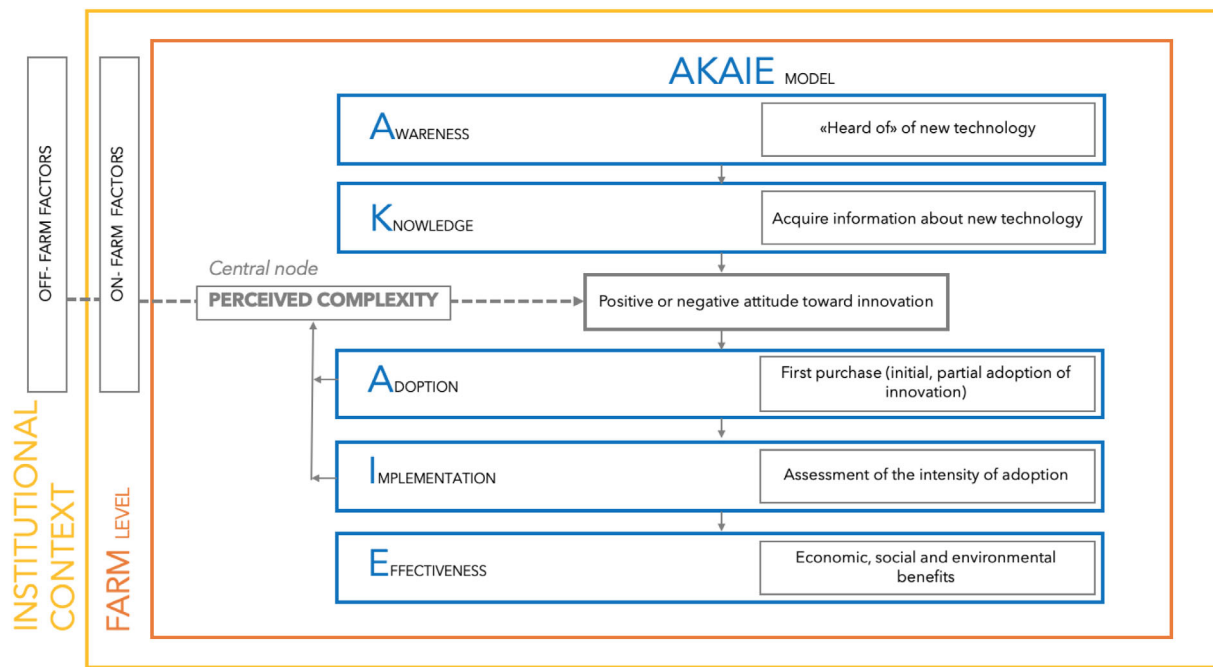 AKAIE MODEL
AWARENESS
«Heard of» of new technology
KNOWLEDGE
Acquire information about new technology
Central node
PERCEIVED COMPLEXITY
Positive or negative attitude toward innovation
ADOPTION
First purchase (initial, partial adoption of
innovation)
IMPLEMENTATION
Assessment of the intensity of adoption
EFFECTIVENESS
Economic, social and environmental
benefits
OFF- FARM FACTORS
ON- FARM FACTORS
INSTITUTIONAL
CONTEXT
FARM LEVEL